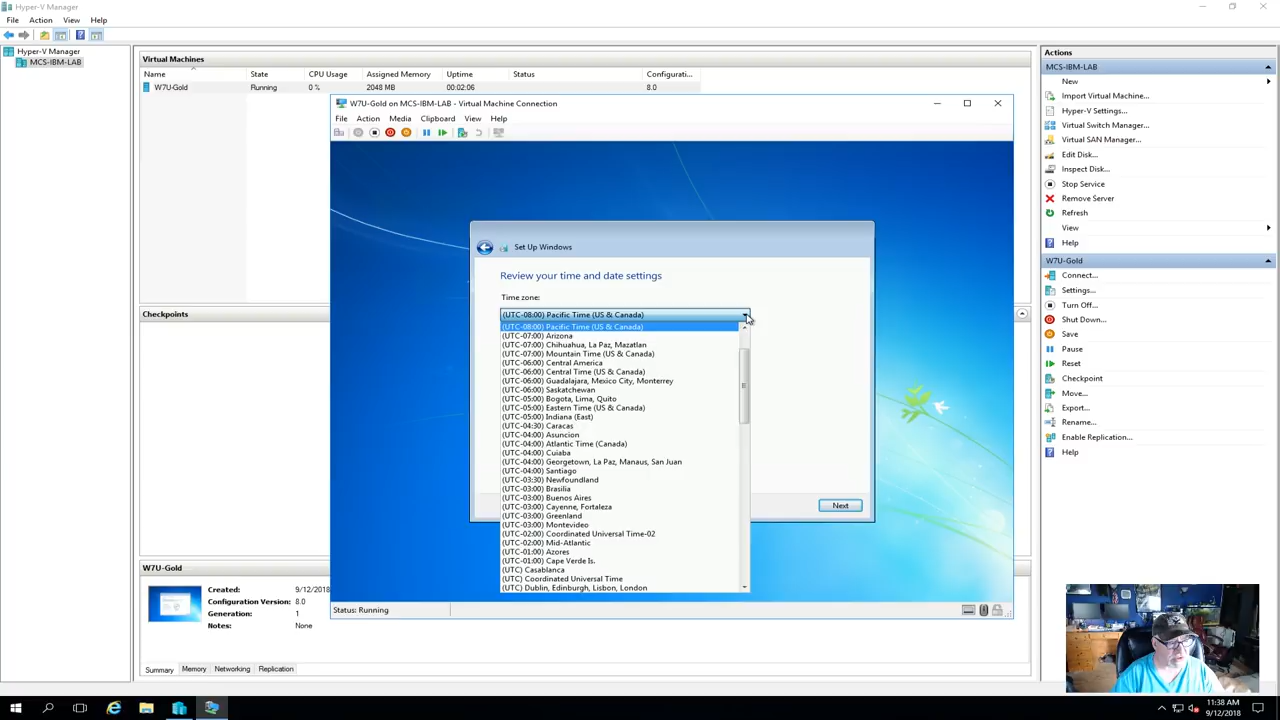 Hyper-V Manager
File Action View Help
Hyper-V Manager
MCS-IBM-LAB
Virtual Machines
Name State CPU Usage Assigned Memory Uptime Status Configurati...
W7U-Gold Running 0 % 2048 MB 00:02:06 8.0
W7U-Gold on MCS-IBM-LAB - Virtual Machine Connection
File Action Media Clipboard View Help
Set Up Windows
Review your time and date settings
Time zone:
(UTC-08:00) Pacific Time (US & Canada)
(UTC-08:00) Pacific Time (US & Canada)
(UTC-07:00) Arizona
(UTC-07:00) Chihuahua, La Paz, Mazatlan
(UTC-07:00) Mountain Time (US & Canada)
(UTC-06:00) Central America
(UTC-06:00) Central Time (US & Canada)
(UTC-06:00) Guadalajara, Mexico City, Monterrey
(UTC-06:00) Saskatchewan
(UTC-05:00) Bogota, Lima, Quito
(UTC-05:00) Eastern Time (US & Canada)
(UTC-05:00) Indiana (East)
(UTC-04:30) Caracas
(UTC-04:00) Asuncion
(UTC-04:00) Atlantic Time (Canada)
(UTC-04:00) Cuiaba
(UTC-04:00) Georgetown, La Paz, Manaus, San Juan
(UTC-04:00) Santiago
(UTC-03:30) Newfoundland
(UTC-03:00) Brasilia
(UTC-03:00) Buenos Aires
(UTC-03:00) Cayenne, Fortaleza
(UTC-03:00) Greenland
(UTC-03:00) Montevideo
(UTC-02:00) Coordinated Universal Time-02
(UTC-02:00) Mid-Atlantic
(UTC-01:00) Azores
(UTC-01:00) Cape Verde Is.
(UTC) Casablanca
(UTC) Coordinated Universal Time
(UTC) Dublin, Edinburgh, Lisbon, London
Next
Status: Running
Checkpoints
W7U-Gold
Created: 9/12/2018
Configuration Version: 8.0
Generation: 1
Notes: None
Summary Memory Networking Replication
Actions
MCS-IBM-LAB
New
Import Virtual Machine...
Hyper-V Settings...
Virtual Switch Manager...
Virtual SAN Manager...
Edit Disk...
Inspect Disk...
Stop Service
Remove Server
Refresh
View
Help
W7U-Gold
Connect...
Settings...
Turn Off...
Shut Down...
Save
Pause
Reset
Checkpoint
Move...
Export...
Rename...
Enable Replication...
Help
11:38 AM
9/12/2018